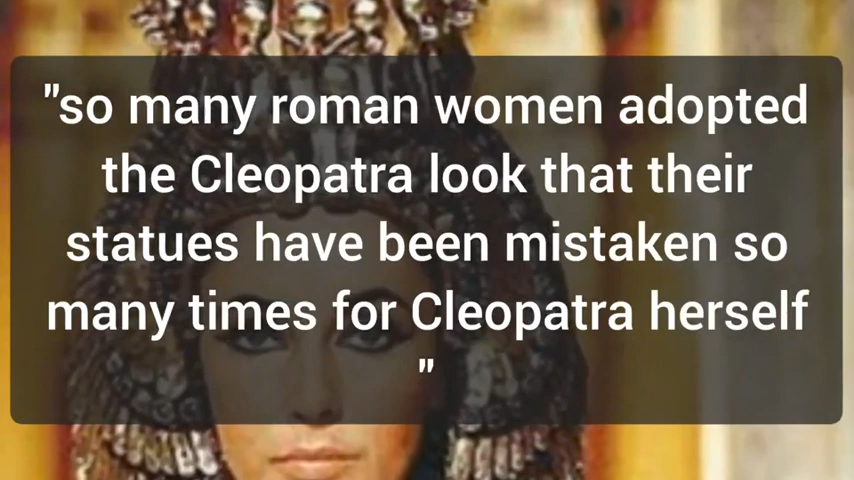 "so many roman women adopted
the Cleopatra look that their
statues have been mistaken so
many times for Cleopatra herself
"